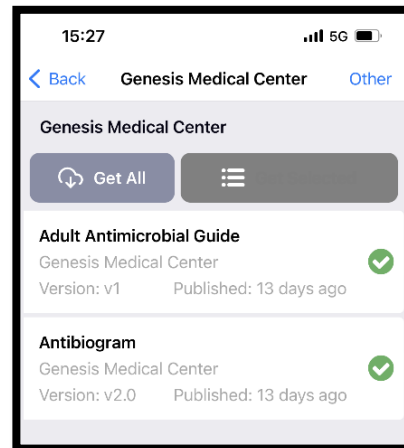 15:27 5G
Back Genesis Medical Center Other
Genesis Medical Center
Get All
Adult Antimicrobial Guide
Genesis Medical Center
Version: v1 Published: 13 days ago
Antibiogram
Genesis Medical Center
Version: v2.0 Published: 13 days ago